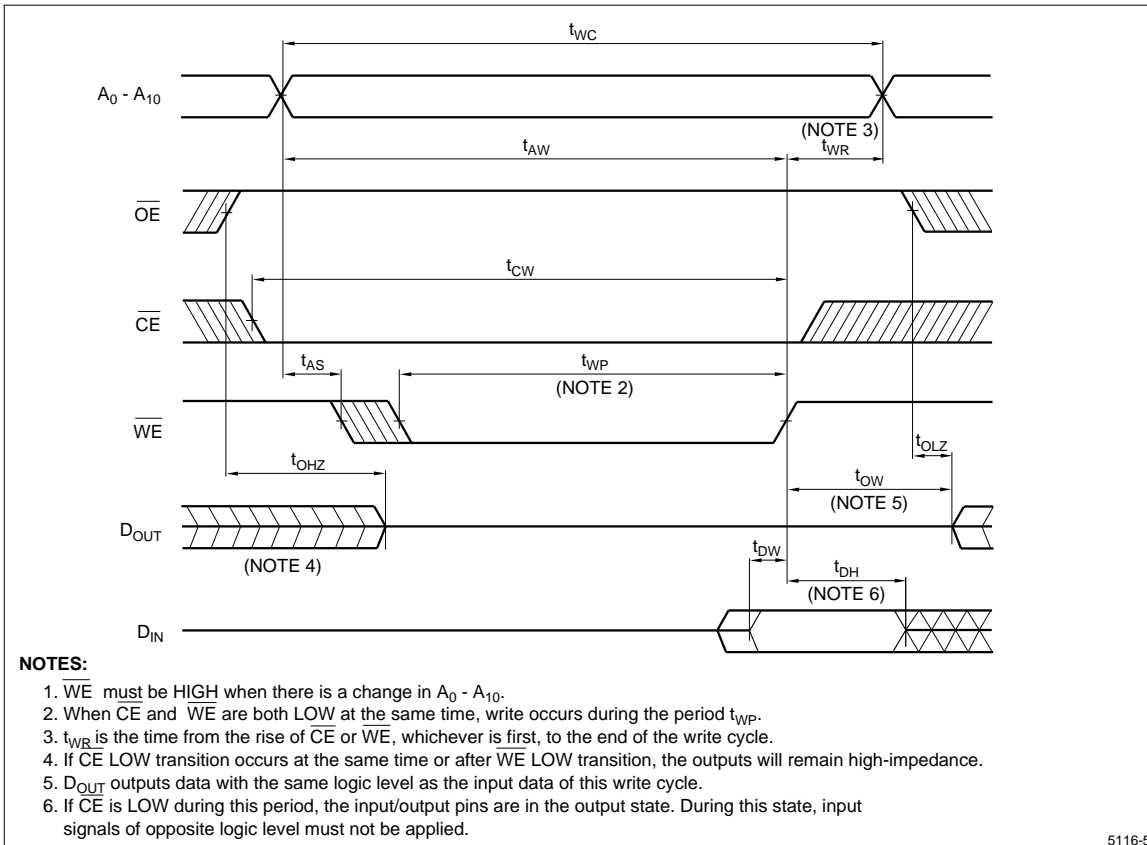 tWC
A0 - A10
(NOTE 3)
tAW
tWR
OE
tCW
CE
tAS
tWP
(NOTE 2)
WE
tOLZ
tOHZ
tOW
(NOTE 5)
DOUT
tDW
(NOTE 4)
tDH
(NOTE 6)
DIN
NOTES:
1. WE must be HIGH when there is a change in A0 - A10.
2. When CE and WE are both LOW at the same time, write occurs during the period tWP.
3. tWR is the time from the rise of CE or WE, whichever is first, to the end of the write cycle.
4. If CE LOW transition occurs at the same time or after WE LOW transition, the outputs will remain high-impedance.
5. DOUT outputs data with the same logic level as the input data of this write cycle.
6. If CE is LOW during this period, the input/output pins are in the output state. During this state, input
signals of opposite logic level must not be applied.
5116-5